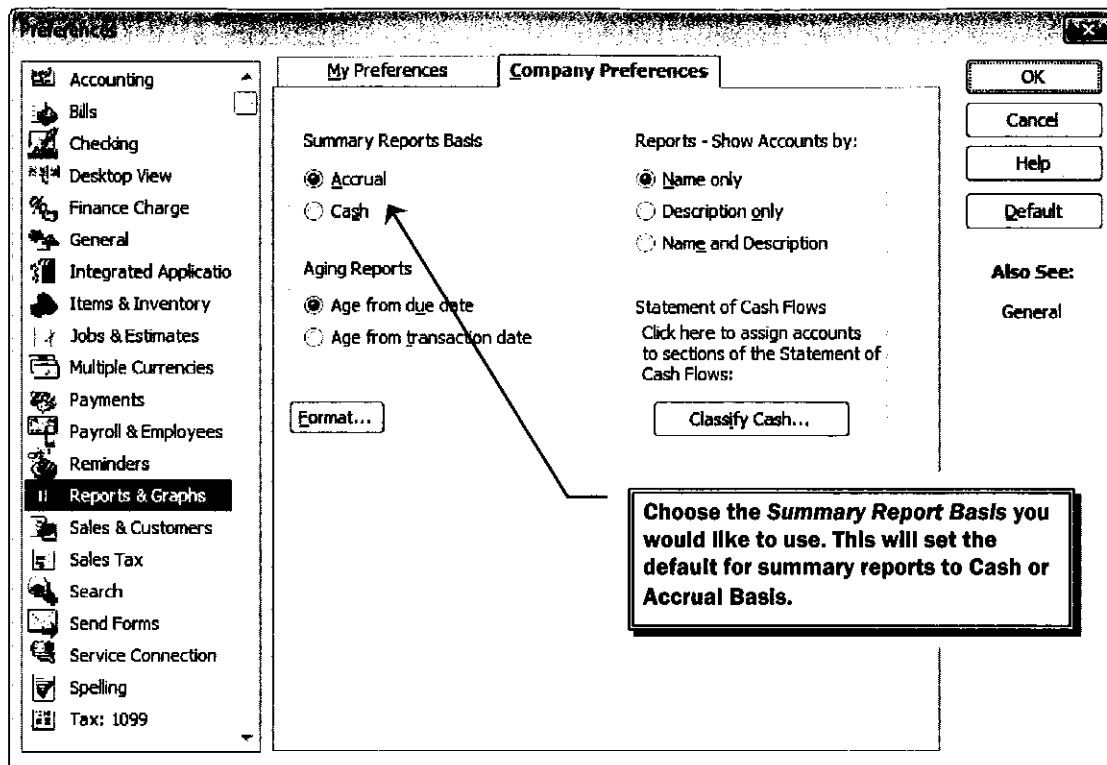 Preferences
Accounting
Bills
Checking
Desktop View
Finance Charge
General
Integrated Applicatio
Items & Inventory
Jobs & Estimates
Multiple Currencies
Payments
Payroll & Employees
Reminders
Reports & Graphs
Sales & Customers
Sales Tax
Search
Send Forms
Service Connection
Spelling
Tax: 1099
My Preferences
Company Preferences
Summary Reports Basis
Accrual
Cash
Aging Reports
Age from due date
Age from transaction date
Format...
Reports - Show Accounts by:
Name only
Description only
Name and Description
Statement of Cash Flows
Click here to assign accounts
to sections of the Statement of
Cash Flows:
Classify Cash...
Choose the Summary Report Basis you
would like to use. This will set the
default for summary reports to Cash or
Accrual Basis.
OK
Cancel
Help
Default
Also See:
General